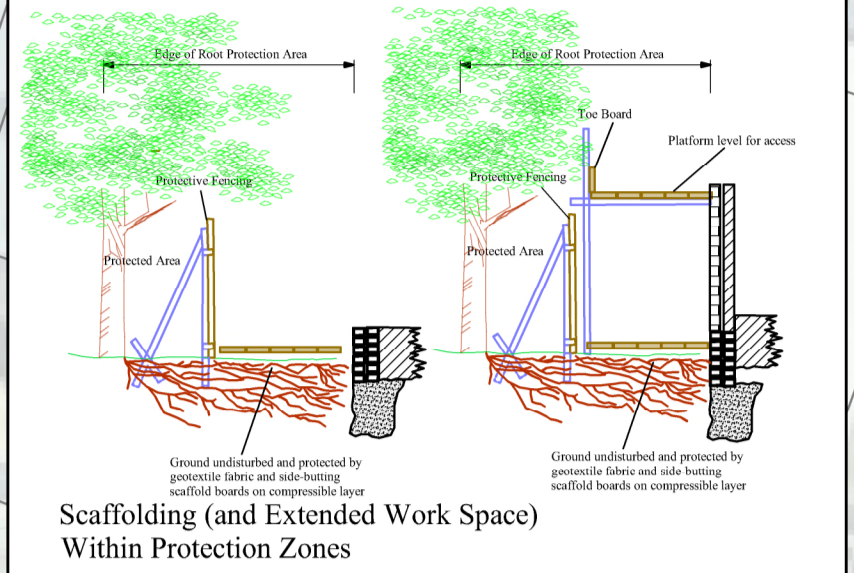 Edge of Root Protection Area
Protective Fencing
Protected Area
Ground undisturbed and protected by
geotextile fabric and side-butting
scaffold boards on compressible layer
Edge of Root Protection Area
Toe Board
Platform level for access
Protective Fencing
Protected Area
Ground undisturbed and protected by
geotextile fabric and side-butting
scaffold boards on compressible layer
Scaffolding (and Extended Work Space)
Within Protection Zones